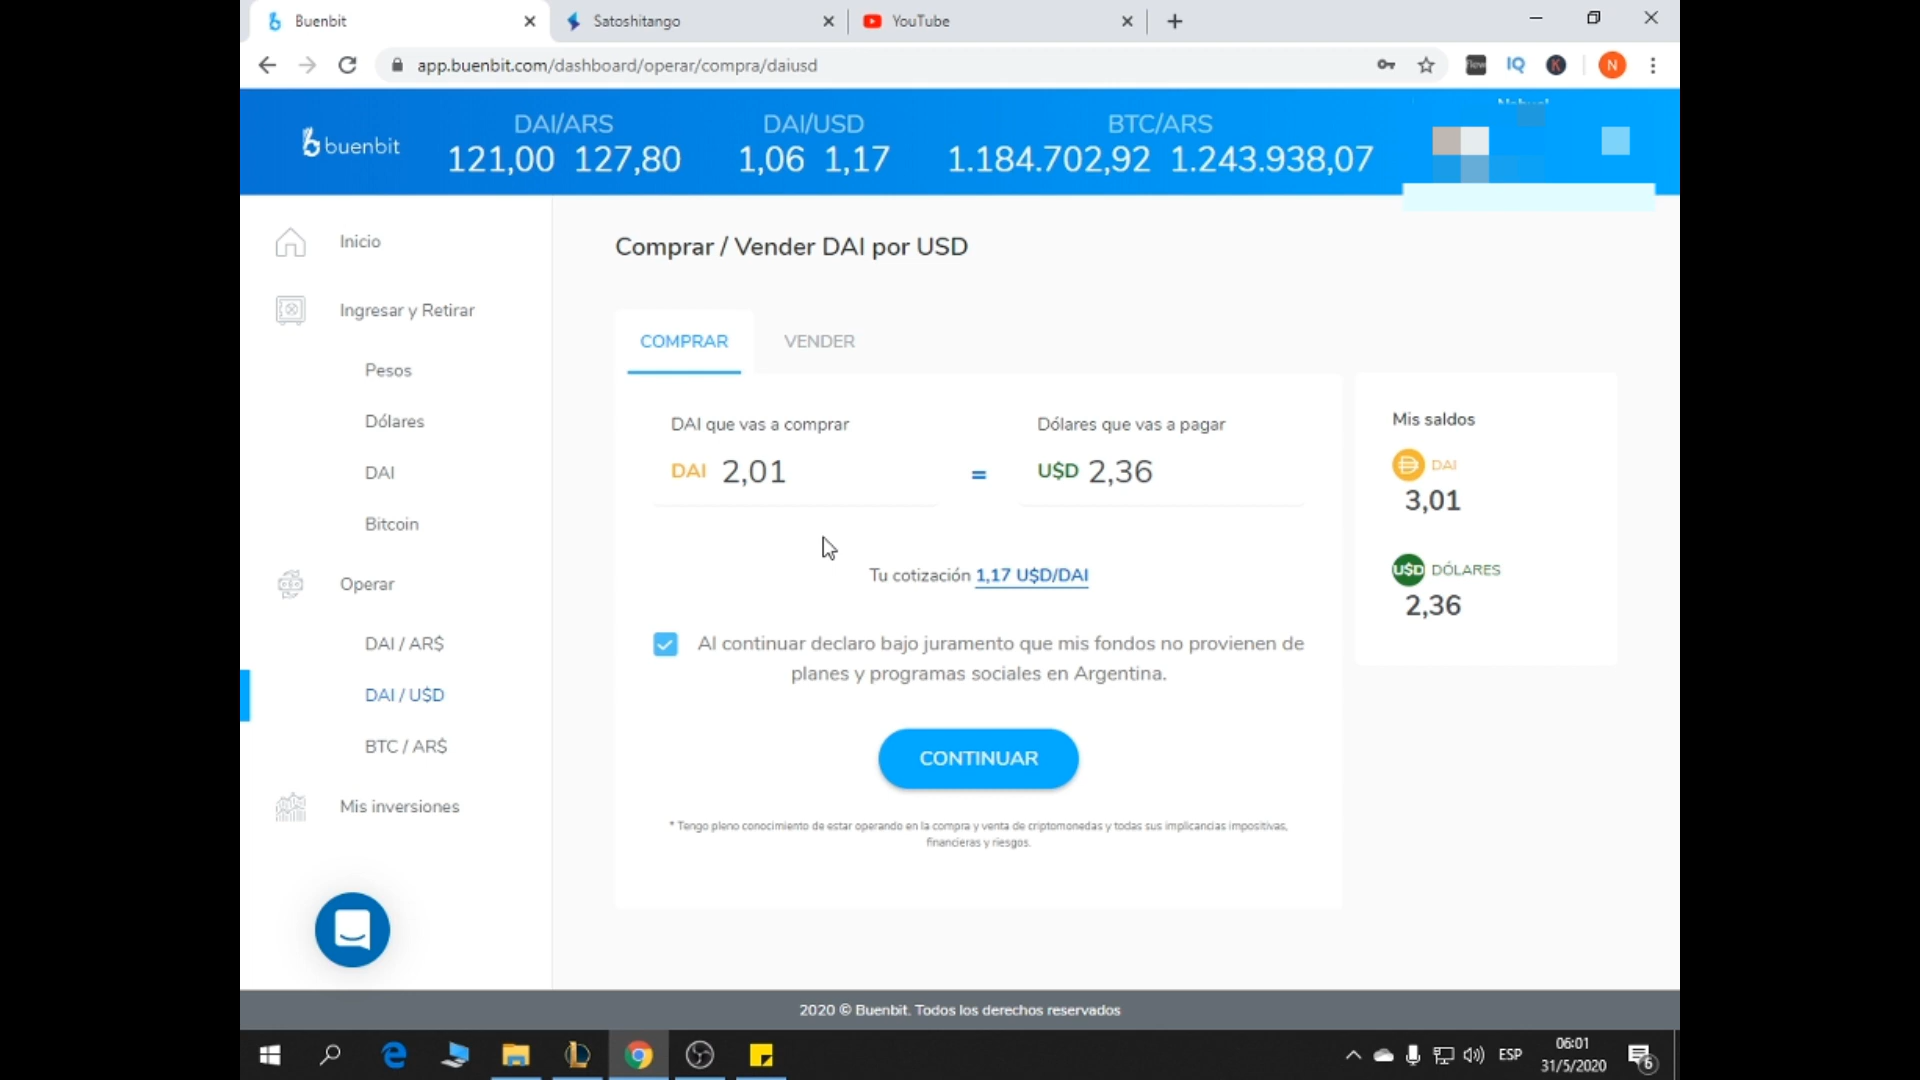 Buenbit
Satoshitango
YouTube
app.buenbit.com/dashboard/operar/compra/daiusd
IQ
K
N
buenbit
DAI/ARS
121,00 127,80
DAI/USD
1,06 1,17
BTC/ARS
1.184.702,92 1.243.938,07
Inicio
Ingresar y Retirar
Pesos
Dólares
DAI
Bitcoin
Operar
DAI / AR$
DAI / U$D
BTC / AR$
Mis inversiones
Comprar / Vender DAI por USD
COMPRAR
VENDER
DAI que vas a comprar
DAI 2,01
=
Dólares que vas a pagar
U$D 2,36
Tu cotización 1,17 U$D/DAI
Al continuar declaro bajo juramento que mis fondos no provienen de
planes y programas sociales en Argentina.
CONTINUAR
* Tengo pleno conocimiento de estar operando en la compra y venta de criptomonedas y todas sus implicancias impositivas,
financieras y riesgos.
Mis saldos
DAI
3,01
U$D DÓLARES
2,36
2020 © Buenbit. Todos los derechos reservados
ESP
06:01
31/5/2020
6